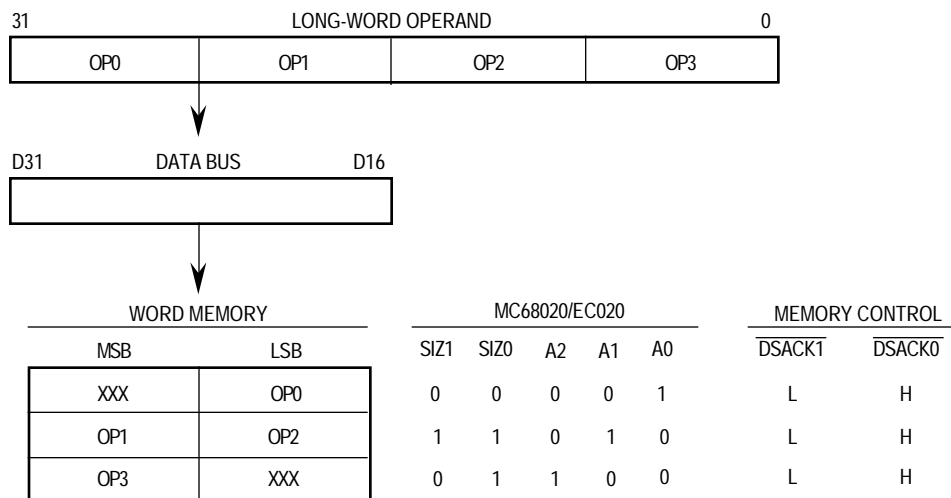 31 LONG-WORD OPERAND 0
OP0 OP1 OP2 OP3
D31 DATA BUS D16
WORD MEMORY MC68020/EC020 MEMORY CONTROL
MSB LSB SIZ1 SIZ0 A2 A1 A0 DSACK1 DSACK0
XXX OP0 0 0 0 0 1 L H
OP1 OP2 1 1 0 1 0 L H
OP3 XXX 0 1 1 0 0 L H